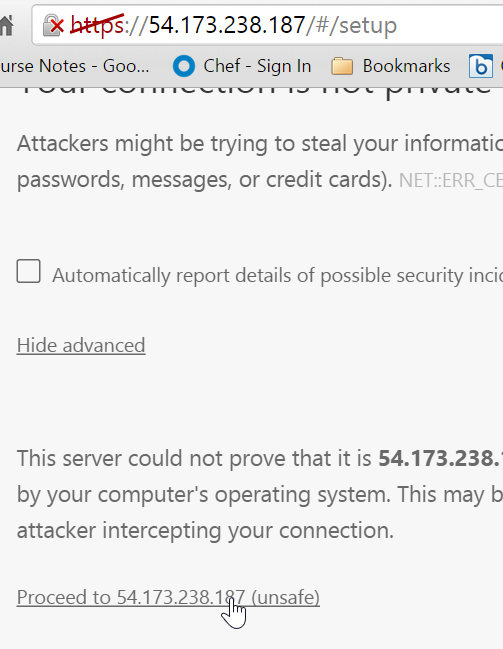 https://54.173.238.187/#/setup
urse Notes - Goo... Chef - Sign In Bookmarks b
Your connection is not private
Attackers might be trying to steal your informatio
passwords, messages, or credit cards). NET::ERR_CE
Automatically report details of possible security inci
Hide advanced
This server could not prove that it is 54.173.238.
by your computer's operating system. This may b
attacker intercepting your connection.
Proceed to 54.173.238.187 (unsafe)